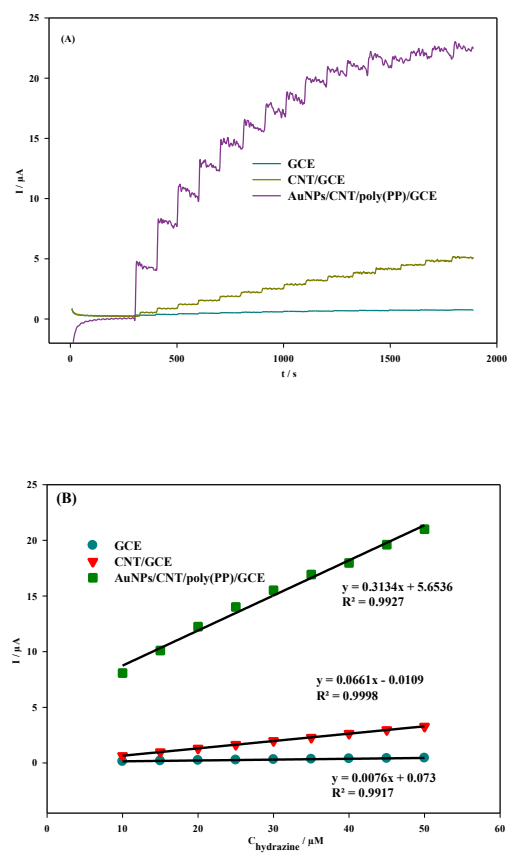 (A)
25
20
15
10
5
0
I / µA
GCE
CNT/GCE
AuNPs/CNT/poly(PP)/GCE
0 500 1000 1500 2000
t / s
(B)
25
20
15
10
5
0
I / µA
GCE
CNT/GCE
AuNPs/CNT/poly(PP)/GCE
y = 0.3134x + 5.6536
R² = 0.9927
y = 0.0661x - 0.0109
R² = 0.9998
y = 0.0076x + 0.073
R² = 0.9917
0 10 20 30 40 50 60
C hydrazine / µM